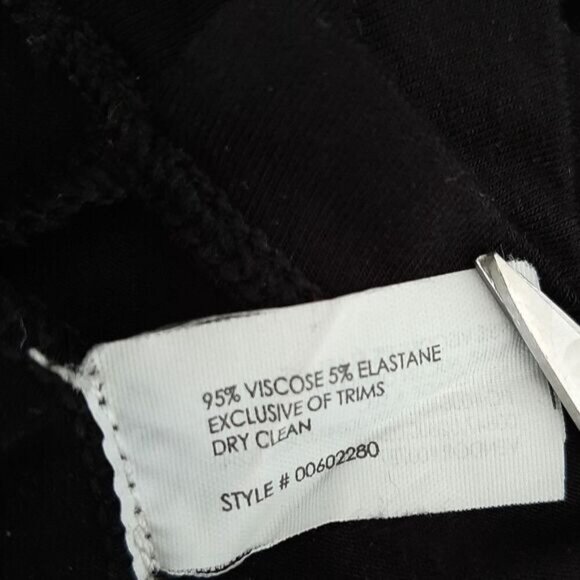 95% VISCOSE 5% ELASTANE
EXCLUSIVE OF TRIMS
DRY CLEAN
STYLE # 00602280